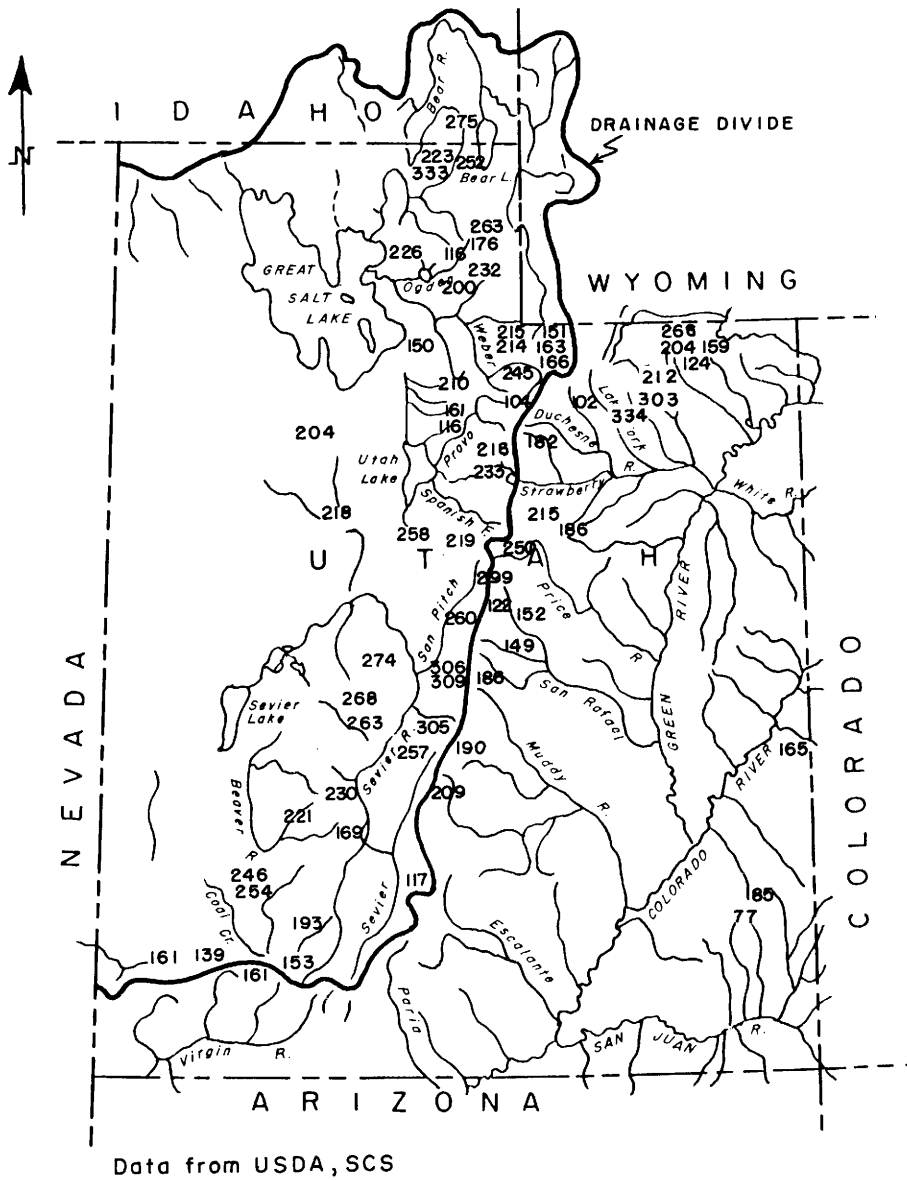 I D A H O
Bear R.
275
DRAINAGE DIVIDE
N
223 252
333 Bear L.
263
176
226 116
232
GREAT
Ogden 200
SALT
LAKE
WYOMING
150
Weber
215 151
214 163
166
266
204 159
124
212
210
245
104
102
Lake Fork
303
334
161
116
Provo
Duchesne
R.
204
216
182
Utah
Lake
233
Strawberry
White R.
218
Spanish F.
215
186
258
219
250
U T A H
299
Price
R
122
152
San Pitch
260
GREEN
RIVER
149
274
306
309
186
San Rafael
NEVADA
COLORADO
Sevier
Lake
268
263
305
Sevier R.
257
190
Muddy
R.
RIVER
165
Beaver
R
230
209
221
169
COLORADO
246
254
Coal Cr.
117
Sevier
85
77
193
Escalante
161 139
161
153
Paria
SAN JUAN R.
Virgin R.
ARIZONA
Data from USDA, SCS